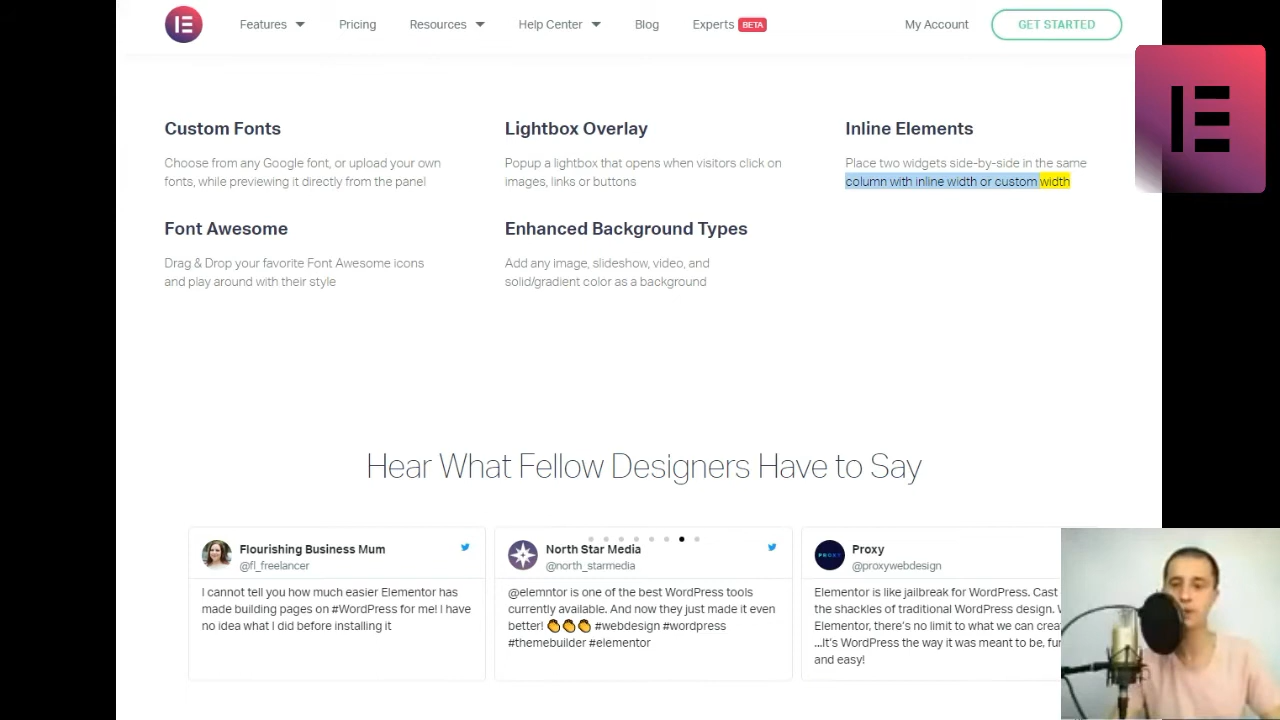 Features Pricing Resources Help Center Blog Experts BETA My Account GET STARTED
Custom Fonts
Choose from any Google font, or upload your own
fonts, while previewing it directly from the panel
Lightbox Overlay
Popup a lightbox that opens when visitors click on
images, links or buttons
Inline Elements
Place two widgets side-by-side in the same
column with inline width or custom width
Font Awesome
Drag & Drop your favorite Font Awesome icons
and play around with their style
Enhanced Background Types
Add any image, slideshow, video, and
solid/gradient color as a background
Hear What Fellow Designers Have to Say
Flourishing Business Mum
@fl_freelancer
I cannot tell you how much easier Elementor has
made building pages on #WordPress for me! I have
no idea what I did before installing it
North Star Media
@north_starmedia
@elemntor is one of the best WordPress tools
currently available. And now they just made it even
better! 👏👏👏 #webdesign #wordpress
#themebuilder #elementor
PROXY
Proxy
@proxywebdesign
Elementor is like jailbreak for WordPress. Cast
the shackles of traditional WordPress design.
Elementor, there's no limit to what we can
...It's WordPress the way it was meant to be,
and easy!